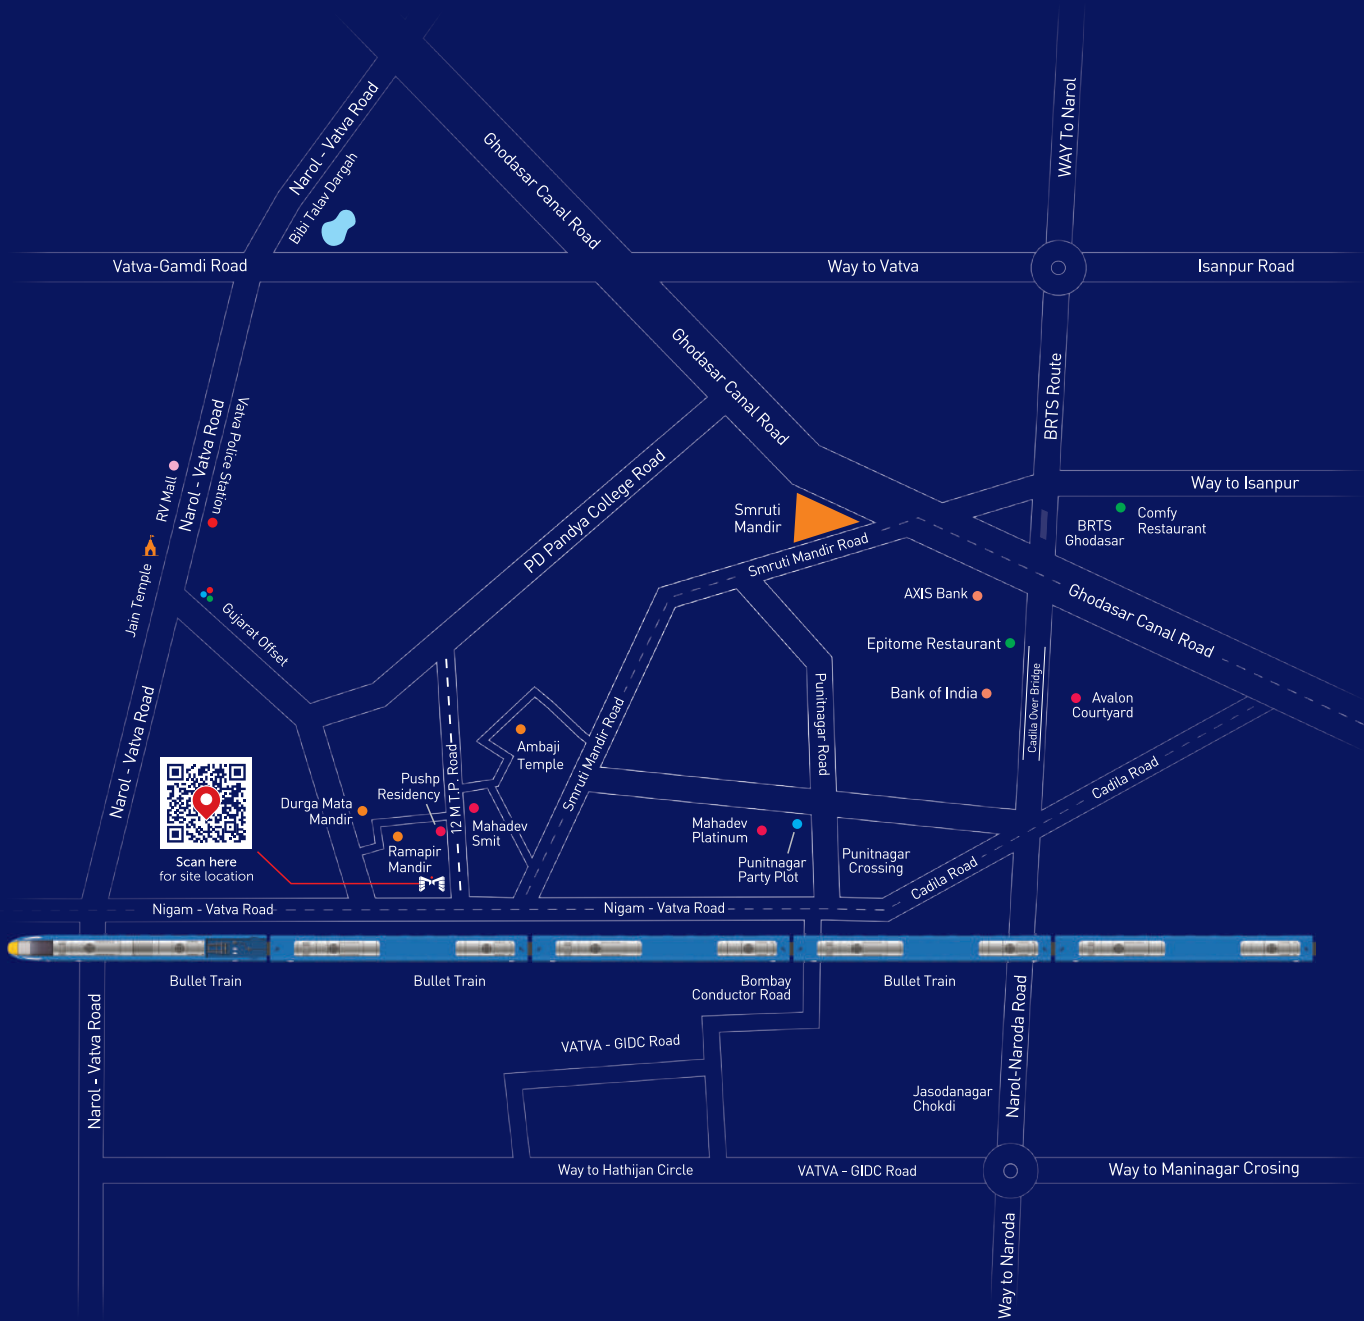 Narol - Vatva Road
Bibi Talav Dargah
Ghodasar Canal Road
WAY To Narol
Vatva-Gamdi Road
Way to Vatva
Isanpur Road
Ghodasar Canal Road
BRTS Route
Narol - Vatva Road
Vatva Police Station
RV Mall
Jain Temple
PD Pandya College Road
Smruti
Mandir
Smruti Mandir Road
Way to Isanpur
Comfy
Restaurant
BRTS
Ghodasar
AXIS Bank
Ghodasar Canal Road
Gujarat Offset
Epitome Restaurant
Bank of India
Cadila Over Bridge
Avalon
Courtyard
Punitnagar Road
Narol - Vatva Road
Smruti Mandir Road
Ambaji
Temple
12 M T.P. Road
Pushp
Residency
Durga Mata
Mandir
Ramapir
Mandir
Mahadev
Smit
Cadila Road
Mahadev
Platinum
Punitnagar
Party Plot
Punitnagar
Crossing
Cadila Road
Scan here
for site location
Nigam - Vatva Road
Nigam - Vatva Road
Bullet Train
Bullet Train
Bombay
Conductor Road
Bullet Train
Narol - Vatva Road
VATVA - GIDC Road
Narol-Naroda Road
Jasodanagar
Chokdi
Way to Hathijan Circle
VATVA - GIDC Road
Way to Maninagar Crosing
Way to Naroda